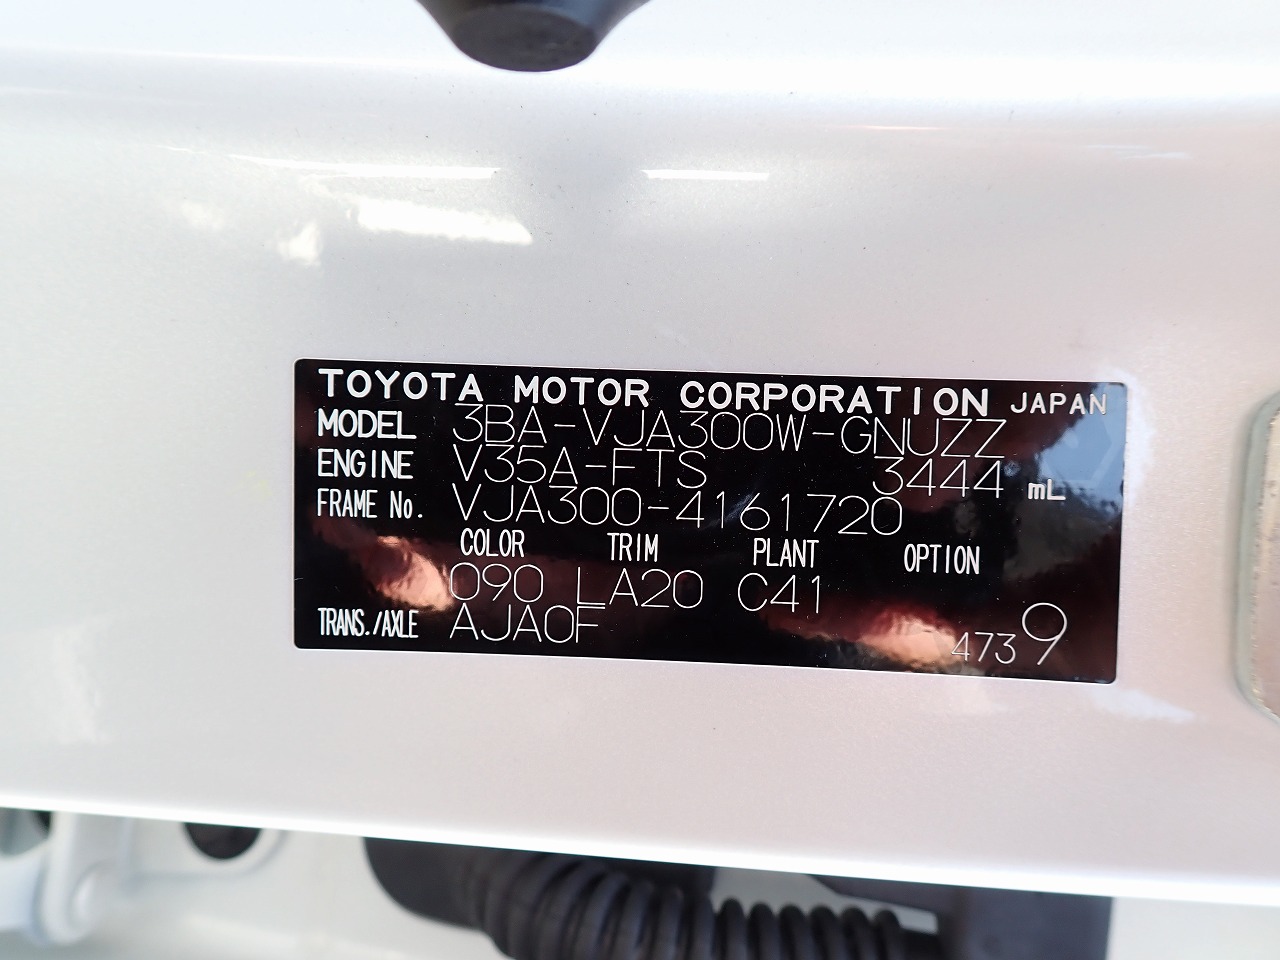 TOYOTA MOTOR CORPORATION JAPAN
MODEL 3BA-VJA300W-GNUZZ
ENGINE V35A-FTS 3444 mL
FRAME No. VJA300-4161720
COLOR TRIM PLANT OPTION
090 LA20 C41
TRANS./AXLE AJA0F
4739